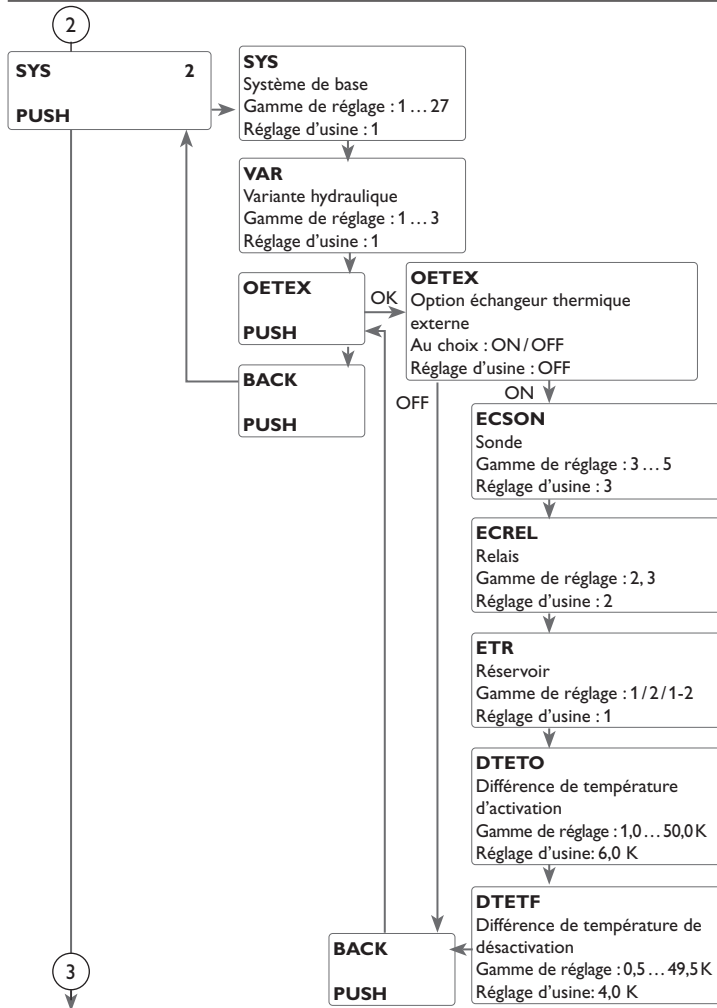 2
SYS 2
PUSH
SYS
Système de base
Gamme de réglage : 1 … 27
Réglage d'usine : 1
VAR
Variante hydraulique
Gamme de réglage : 1 … 3
Réglage d'usine : 1
OETEX
PUSH
OK
OETEX
Option échangeur thermique
externe
Au choix : ON / OFF
Réglage d'usine : OFF
BACK
PUSH
OFF
ON
ECSON
Sonde
Gamme de réglage : 3 … 5
Réglage d'usine : 3
ECREL
Relais
Gamme de réglage : 2, 3
Réglage d'usine : 2
ETR
Réservoir
Gamme de réglage : 1 / 2 / 1-2
Réglage d'usine : 1
DTETO
Différence de température
d'activation
Gamme de réglage : 1,0 … 50,0 K
Réglage d'usine: 6,0 K
DTETF
Différence de température de
désactivation
Gamme de réglage : 0,5 … 49,5 K
Réglage d'usine: 4,0 K
BACK
PUSH
3